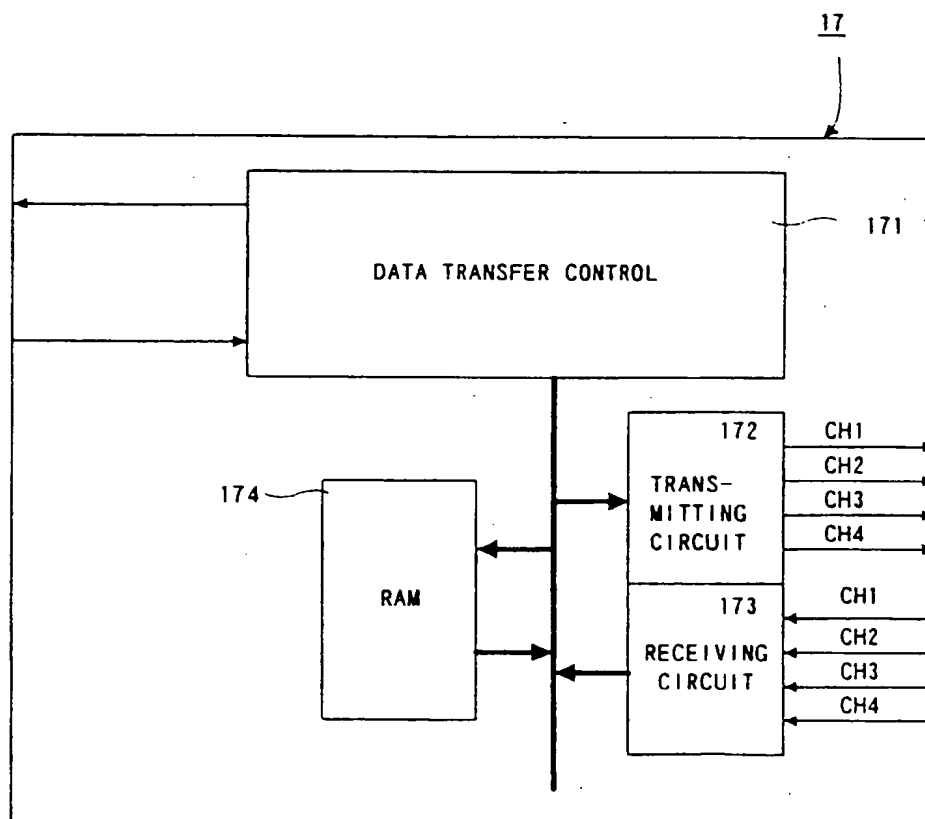 17
171
DATA TRANSFER CONTROL
172
TRANS-
MITTING
CIRCUIT
CH1
CH2
CH3
CH4
174
RAM
173
RECEIVING
CIRCUIT
CH1
CH2
CH3
CH4